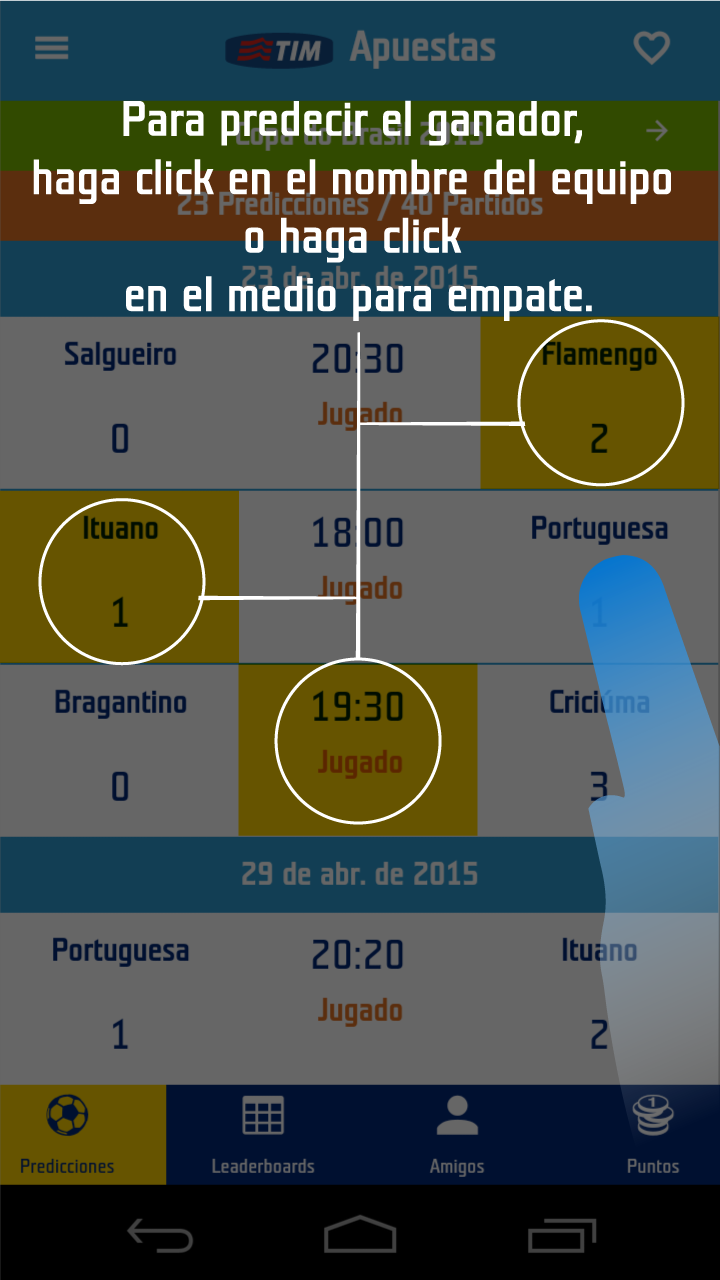 TIM Apuestas
Para predecir el ganador,
haga click en el nombre del equipo
o haga click
en el medio para empate.
Copa do Brasil 2015
23 Predicciones / 40 Partidos
23 de abr. de 2015
Salgueiro 20:30 Flamengo
Jugado
0 2
Ituano 18:00 Portuguesa
Jugado
1 1
Bragantino 19:30 Criciúma
Jugado
0 3
29 de abr. de 2015
Portuguesa 20:20 Ituano
Jugado
1 2
1
Predicciones Leaderboards Amigos Puntos